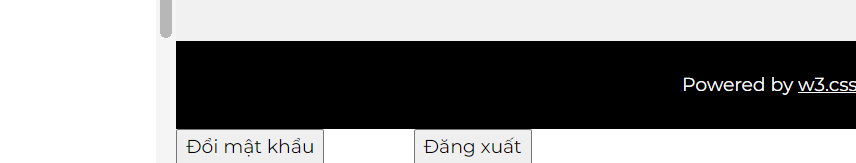 Powered by w3.css
Đổi mật khẩu
Đăng xuất